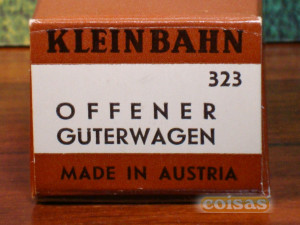 KLEINBAHN
323
OFFENER
GÜTERWAGEN
MADE IN AUSTRIA
coisas